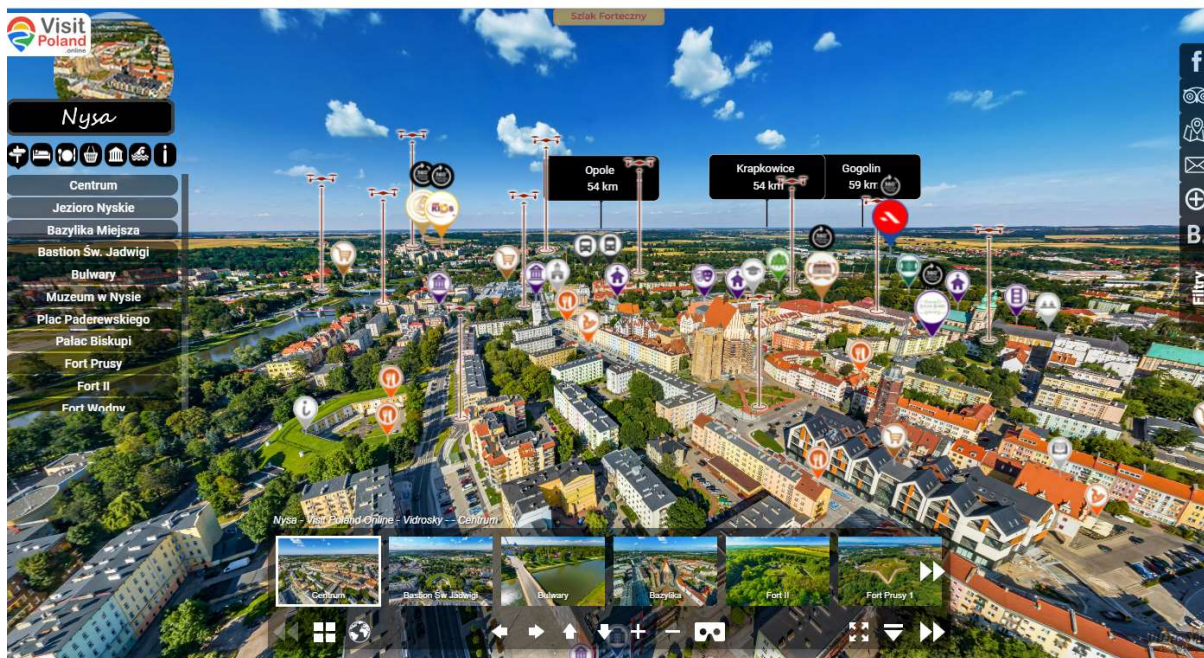 Szlak Forteczny
Visit
Poland
.online
Nysa
Centrum
Jezioro Nyskie
Bazylika Miejsza
Bastion Św. Jadwigi
Bulwary
Muzeum w Nysie
Plac Paderewskiego
Pałac Biskupi
Fort Prusy
Fort II
Fort Wodny
Opole
54 km
Krapkowice
54 km
Gogolin
59 km
Nysa - Visit Poland Online - Vidrosky - - Centrum
Centrum
Bastion Św Jadwigi
Bulwary
Bazylika
Fort II
Fort Prusy 1